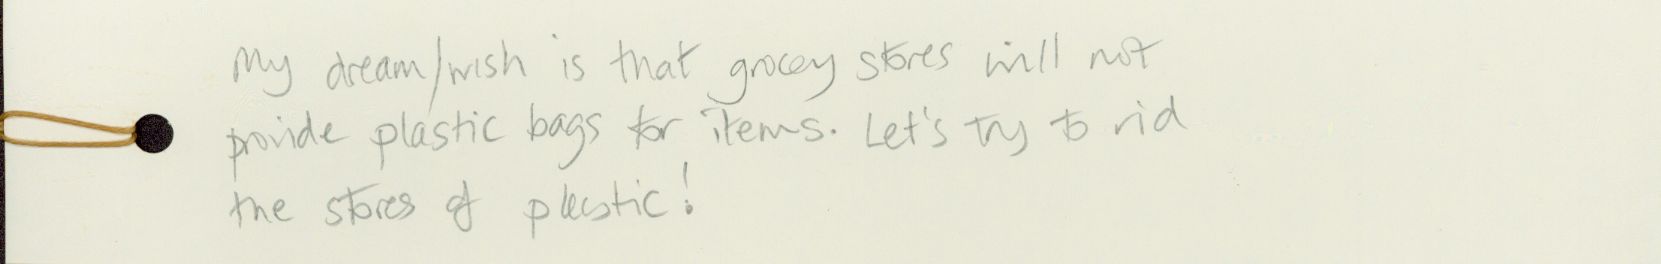 My dream/wish is that grocey stores will not
provide plastic bags for items. Let's try to rid
the stores of plastic!